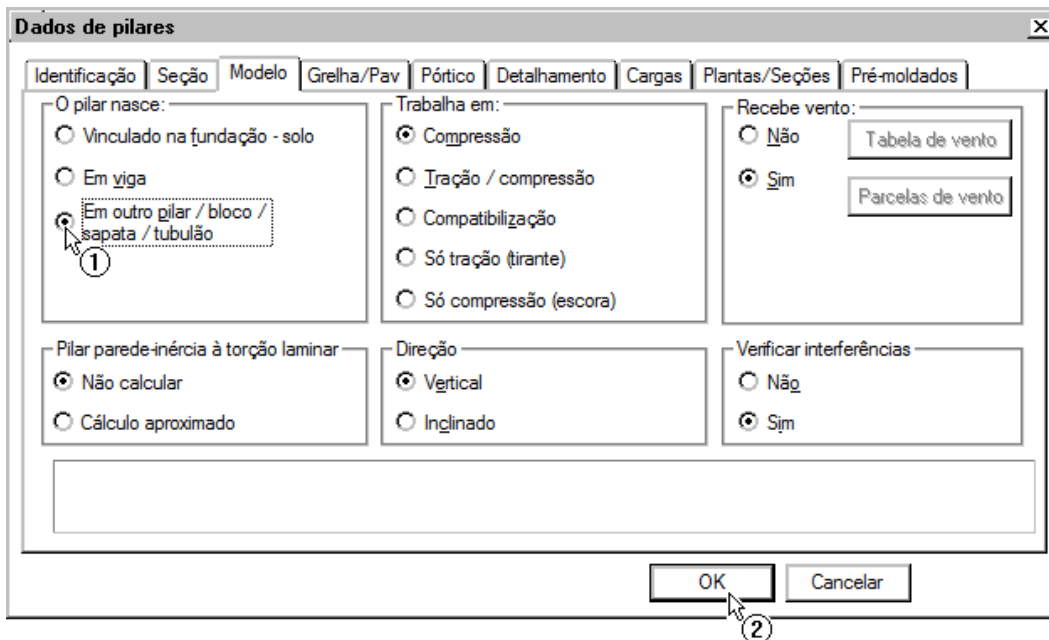 Dados de pilares
Identificação Seção Modelo Grelha/Pav Pórtico Detalhamento Cargas Plantas/Seções Pré-moldados
O pilar nasce:
Vinculado na fundação - solo
Em viga
Em outro pilar / bloco /
sapata / tubulão
1
Trabalha em:
Compressão
Tração / compressão
Compatibilização
Só tração (tirante)
Só compressão (escora)
Recebe vento:
Não
Tabela de vento
Sim
Parcelas de vento
Pilar parede-inércia à torção laminar
Não calcular
Cálculo aproximado
Direção
Vertical
Inclinado
Verificar interferências
Não
Sim
OK
Cancelar
2